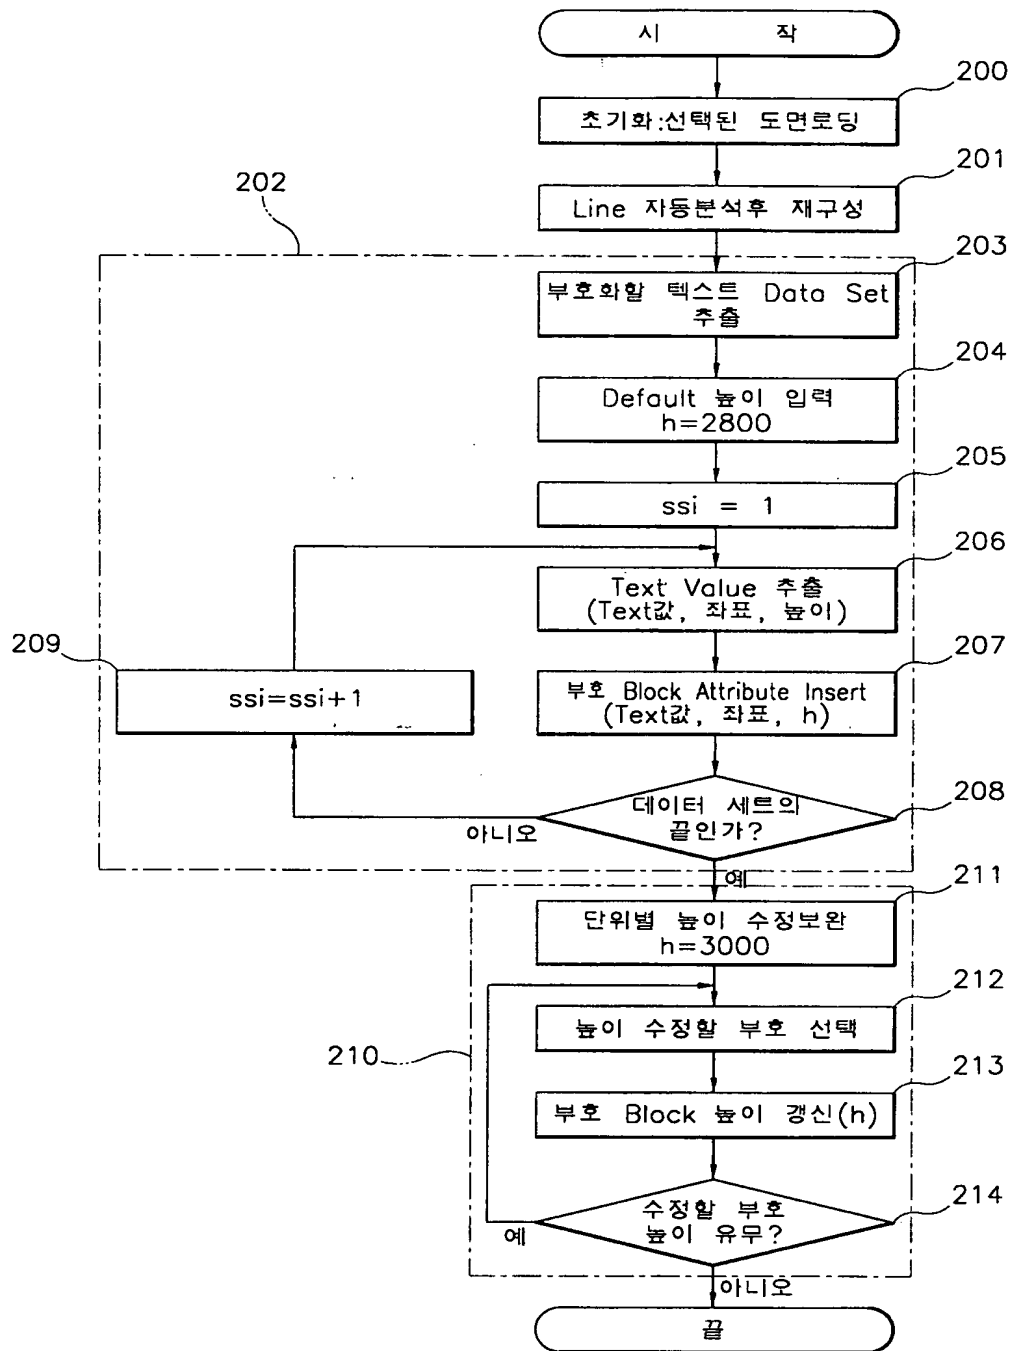 시 작
200
초기화:선택된 도면로딩
201
Line 자동분석후 재구성
202
203
부호화할 텍스트 Data Set
추출
204
Default 높이 입력
h=2800
205
ssi = 1
206
Text Value 추출
(Text값, 좌표, 높이)
209
ssi=ssi+1
207
부호 Block Attribute Insert
(Text값, 좌표, h)
208
데이터 세트의
끝인가?
아니오
예
211
단위별 높이 수정보완
h=3000
212
높이 수정할 부호 선택
210
213
부호 Block 높이 갱신(h)
214
수정할 부호
높이 유무?
예
아니오
끝